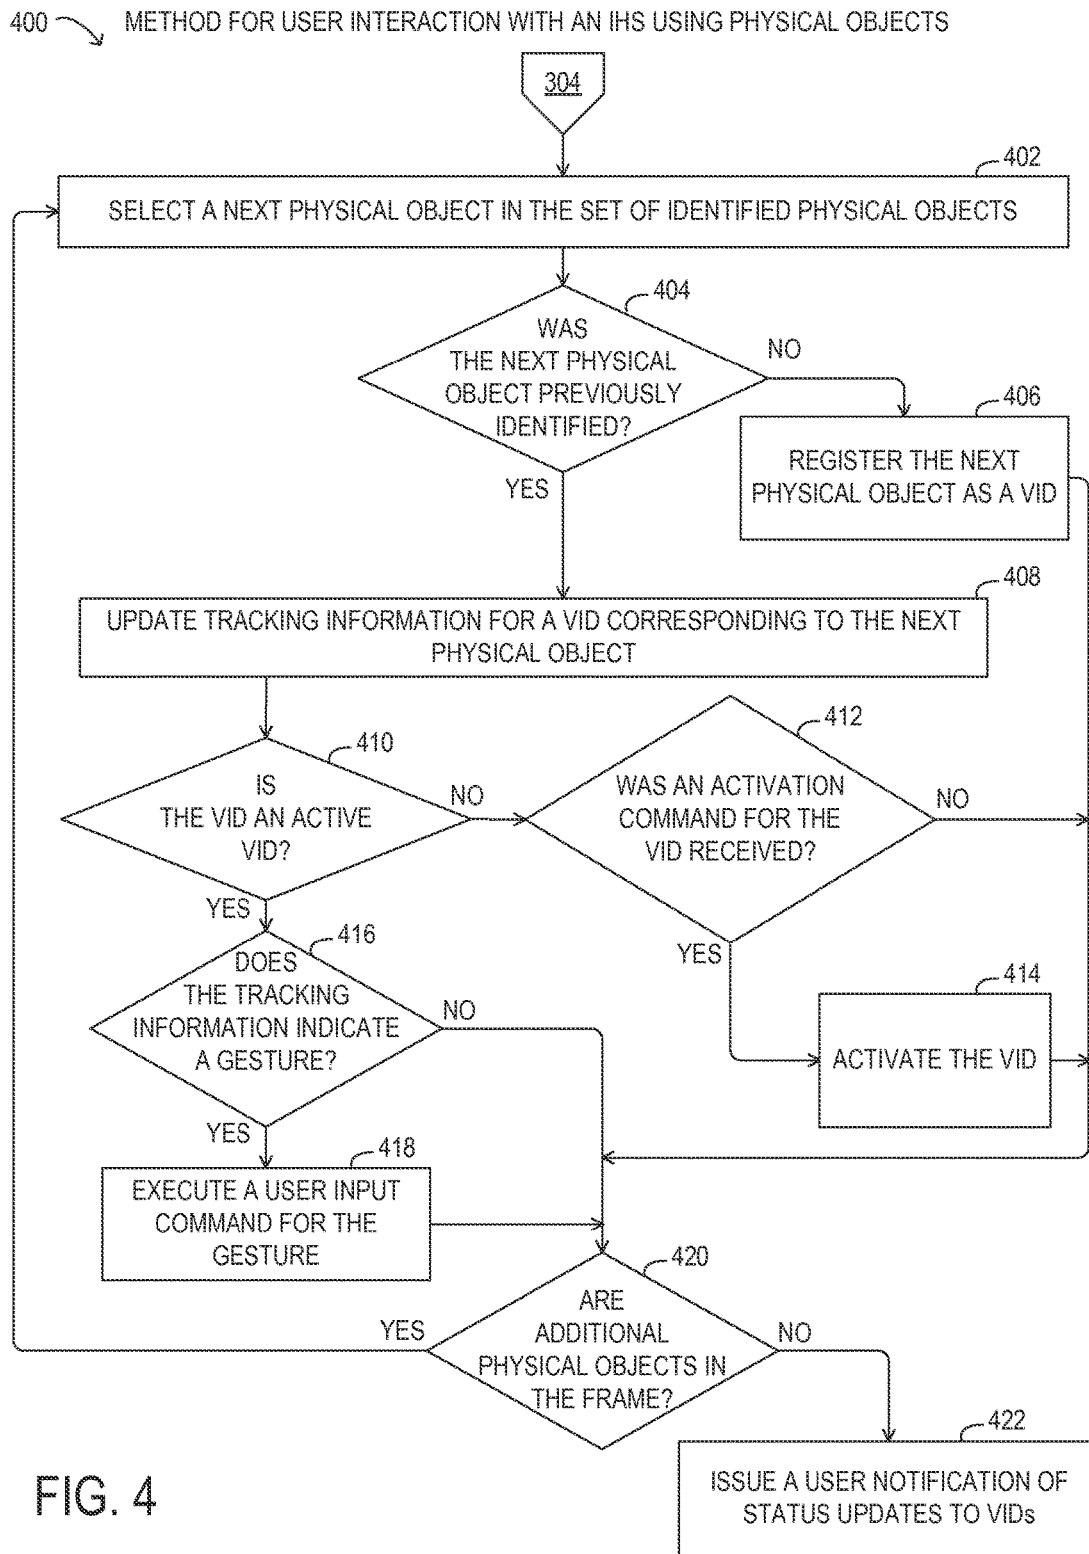 400
METHOD FOR USER INTERACTION WITH AN IHS USING PHYSICAL OBJECTS
304
402
SELECT A NEXT PHYSICAL OBJECT IN THE SET OF IDENTIFIED PHYSICAL OBJECTS
404
WAS
THE NEXT PHYSICAL
OBJECT PREVIOUSLY
IDENTIFIED?
NO
YES
406
REGISTER THE NEXT
PHYSICAL OBJECT AS A VID
408
UPDATE TRACKING INFORMATION FOR A VID CORRESPONDING TO THE NEXT
PHYSICAL OBJECT
410
IS
THE VID AN ACTIVE
VID?
NO
YES
412
WAS AN ACTIVATION
COMMAND FOR THE
VID RECEIVED?
NO
YES
414
ACTIVATE THE VID
416
DOES
THE TRACKING
INFORMATION INDICATE
A GESTURE?
NO
YES
418
EXECUTE A USER INPUT
COMMAND FOR THE
GESTURE
420
ARE
ADDITIONAL
PHYSICAL OBJECTS IN
THE FRAME?
YES
NO
422
ISSUE A USER NOTIFICATION OF
STATUS UPDATES TO VIDs
FIG. 4